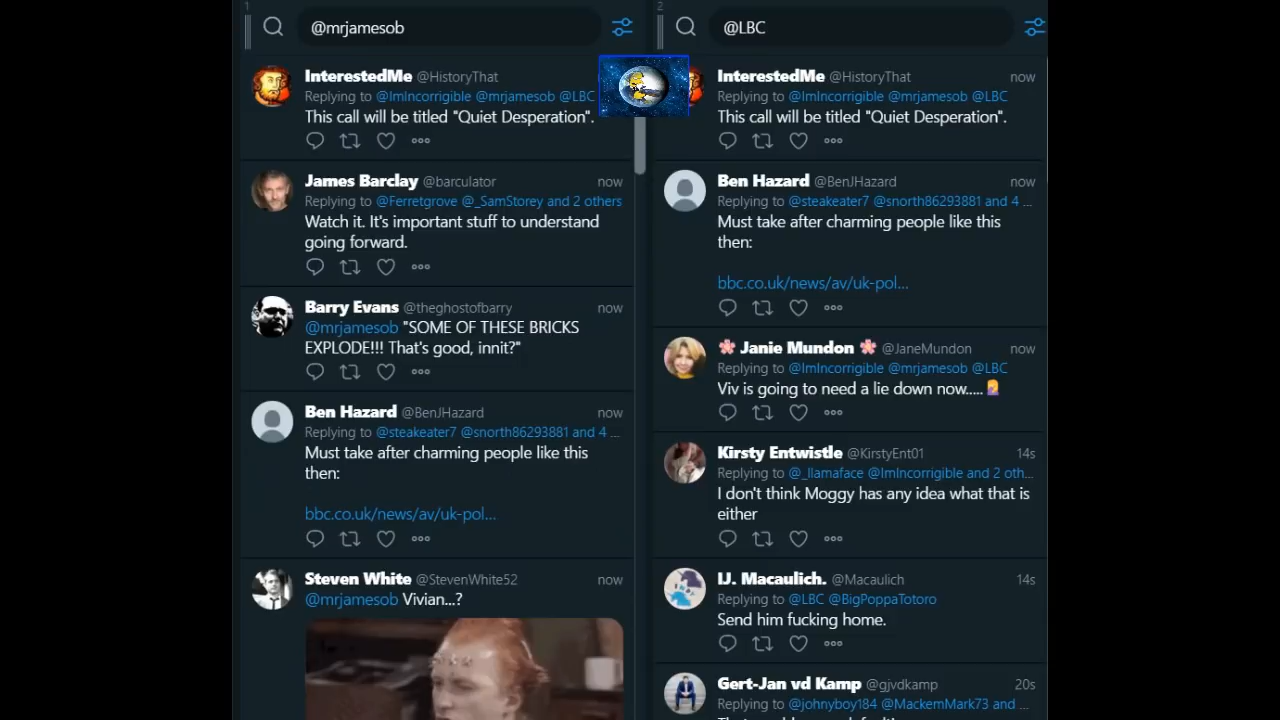 1
@mrjamesob
InterestedMe @HistoryThat
Replying to @ImIncorrigible @mrjamesob @LBC
This call will be titled "Quiet Desperation".
James Barclay @barculator now
Replying to @Ferretgrove @_SamStorey and 2 others
Watch it. It's important stuff to understand
going forward.
Barry Evans @theghostofbarry now
@mrjamesob "SOME OF THESE BRICKS
EXPLODE!!! That's good, innit?"
Ben Hazard @BenJHazard now
Replying to @steakeater7 @snorth86293881 and 4 ...
Must take after charming people like this
then:
bbc.co.uk/news/av/uk-pol...
Steven White @StevenWhite52 now
@mrjamesob Vivian...?
2
@LBC
InterestedMe @HistoryThat now
Replying to @ImIncorrigible @mrjamesob @LBC
This call will be titled "Quiet Desperation".
Ben Hazard @BenJHazard now
Replying to @steakeater7 @snorth86293881 and 4 ...
Must take after charming people like this
then:
bbc.co.uk/news/av/uk-pol...
🌸 Janie Mundon 🌸 @JaneMundon now
Replying to @ImIncorrigible @mrjamesob @LBC
Viv is going to need a lie down now.....🤦‍♀️
Kirsty Entwistle @KirstyEnt01 14s
Replying to @_llamaface @ImIncorrigible and 2 oth...
I don't think Moggy has any idea what that is
either
IJ. Macaulich. @Macaulich 14s
Replying to @LBC @BigPoppaTotoro
Send him fucking home.
Gert-Jan vd Kamp @gjvdkamp 20s
Replying to @johnyboy184 @MackemMark73 and ...